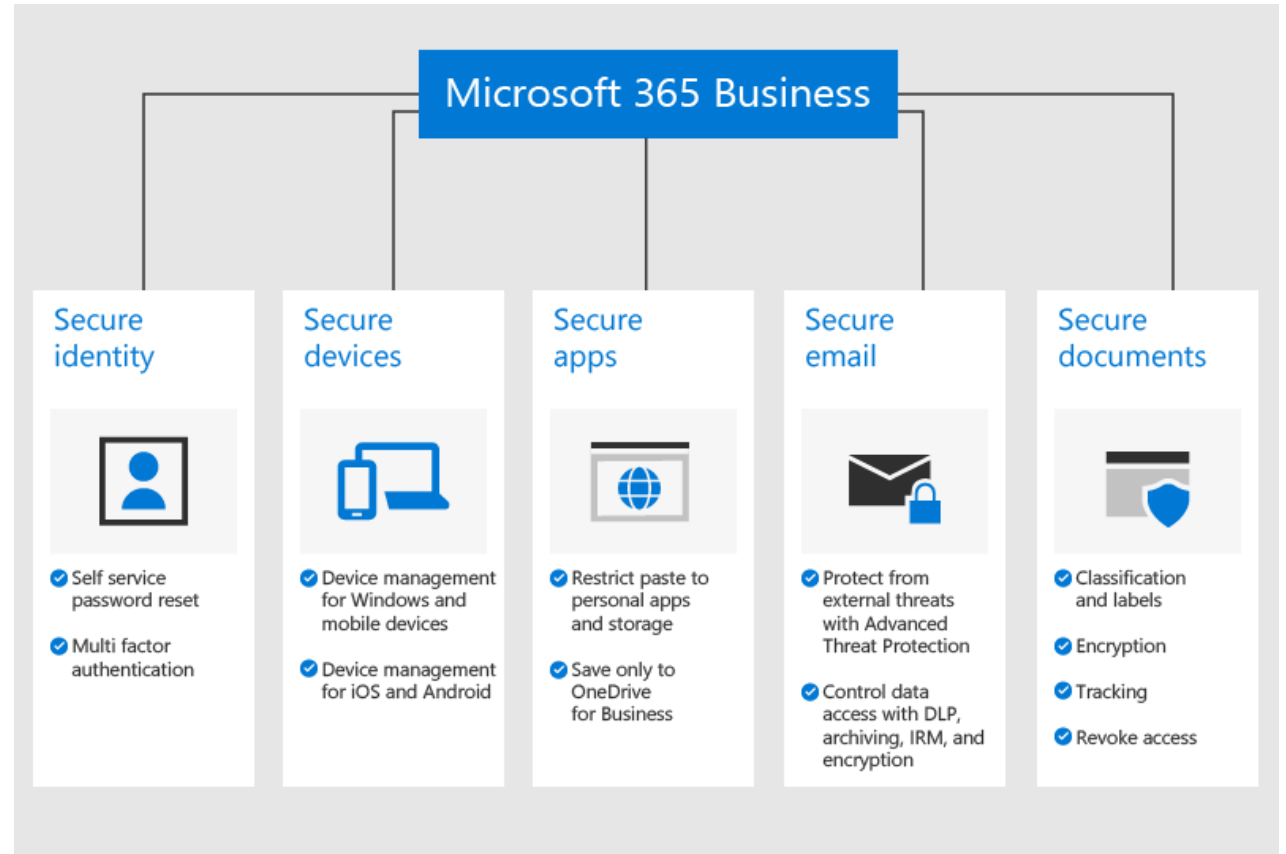 Microsoft 365 Business
Secure
identity
Self service
password reset
Multi factor
authentication
Secure
devices
Device management
for Windows and
mobile devices
Device management
for iOS and Android
Secure
apps
Restrict paste to
personal apps
and storage
Save only to
OneDrive
for Business
Secure
email
Protect from
external threats
with Advanced
Threat Protection
Control data
access with DLP,
archiving, IRM, and
encryption
Secure
documents
Classification
and labels
Encryption
Tracking
Revoke access